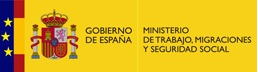 GOBIERNO
DE ESPAÑA
MINISTERIO
DE TRABAJO, MIGRACIONES
Y SEGURIDAD SOCIAL